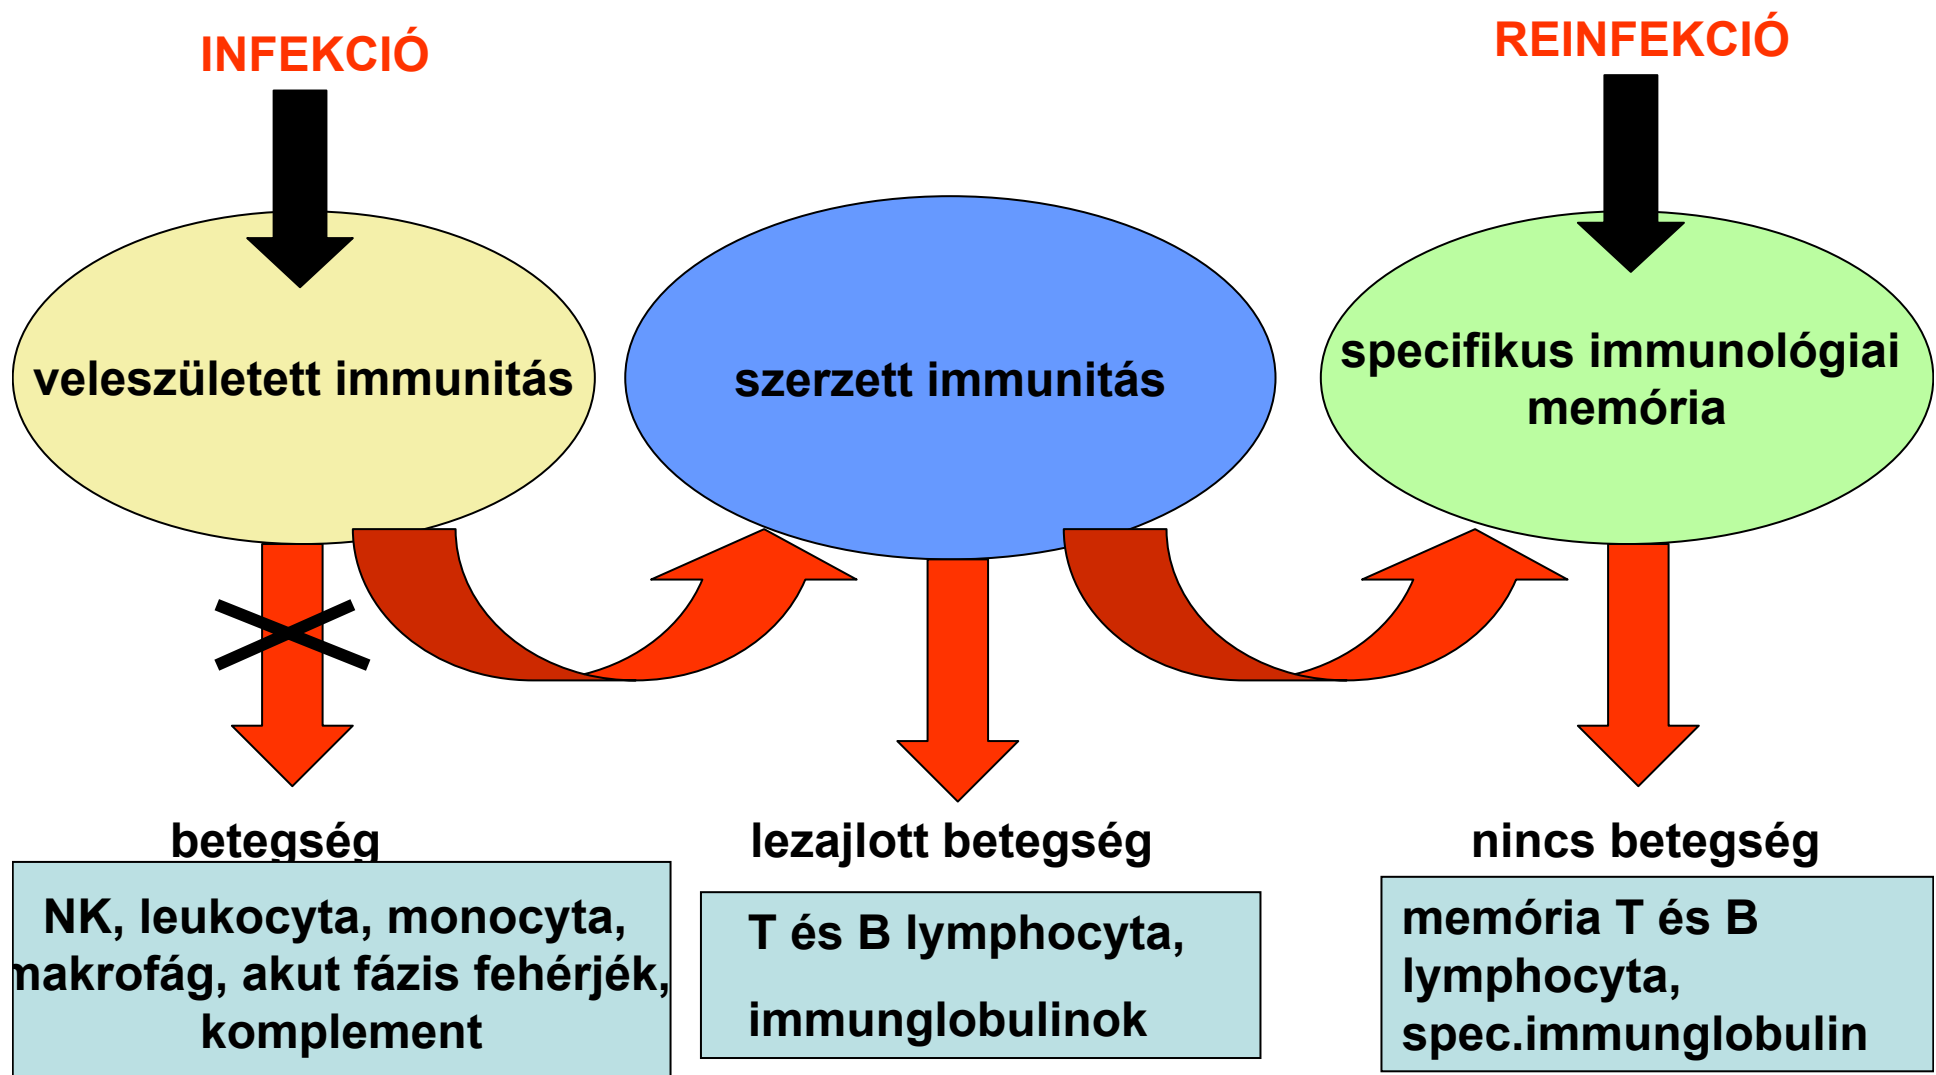 INFEKCIÓ
REINFEKCIÓ
veleszületett immunitás
szerzett immunitás
specifikus immunológiai
memória
betegség
lezajlott betegség
nincs betegség
NK, leukocyta, monocyta,
makrofág, akut fázis fehérjék,
komplement
T és B lymphocyta,
immunglobulinok
memória T és B
lymphocyta,
spec.immunglobulin